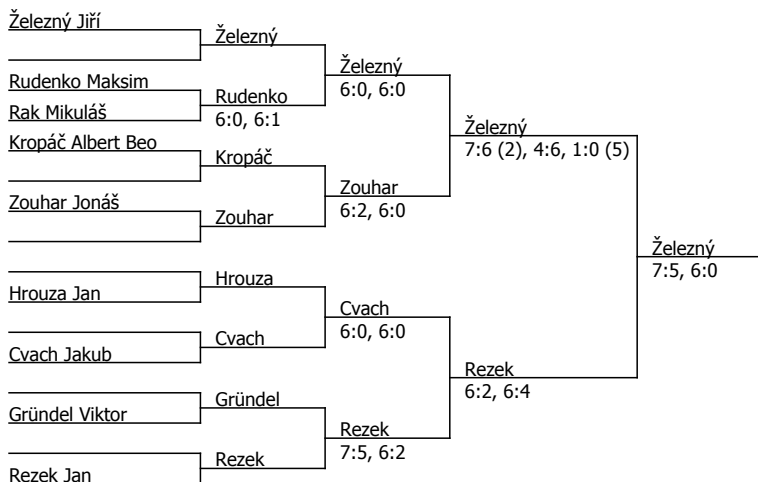 Železný Jiří
Rudenko Maksim
Rak Mikuláš
Kropáč Albert Beo
Zouhar Jonáš
Hrouza Jan
Cvach Jakub
Gründel Viktor
Rezek Jan
Železný
Rudenko
6:0, 6:1
Kropáč
Zouhar
Hrouza
Cvach
Gründel
Rezek
Železný
6:0, 6:0
Zouhar
6:2, 6:0
Cvach
6:0, 6:0
Rezek
7:5, 6:2
Železný
7:6 (2), 4:6, 1:0 (5)
Rezek
6:2, 6:4
Železný
7:5, 6:0